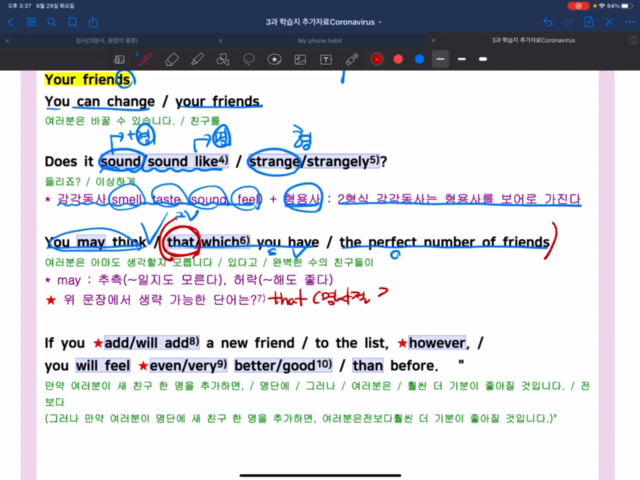 오후 3:37 6월 29일 화요일
64%
3과 학습지 추가자료Coronavirus
My phone habit
3과 학습지 추가자료Coronavirus
Your friends
You can change / your friends
여러분은 바꿀 수 있습니다. / 친구를
+명 형
Does it sound/sound like4) / strange/strangely5)?
들리죠? / 이상하게
* 감각동사 smell taste sound feel + 형용사 : 2형식 감각동사는 형용사를 보어로 가진다
You may think / that/which6) you have / the perfect number of friends
여러분은 아마도 생각할지 모릅니다 / 있다고 / 완벽한 수의 친구들이
* may : 추측(~일지도 모른다), 허락(~해도 좋다)
★ 위 문장에서 생략 가능한 단어는?7) that (명사절 >
If you ★add/will add8) a new friend / to the list, ★however, /
you will feel ★even/very9) better/good10) / than before. "
만약 여러분이 새 친구 한 명을 추가하면, / 명단에 / 그러나 / 여러분은 / 훨씬 더 기분이 좋아질 것입니다. / 전
보다
(그러나 만약 여러분이 명단에 새 친구 한 명을 추가하면, 여러분은전보다훨씬 더 기분이 좋아질 것입니다.)"